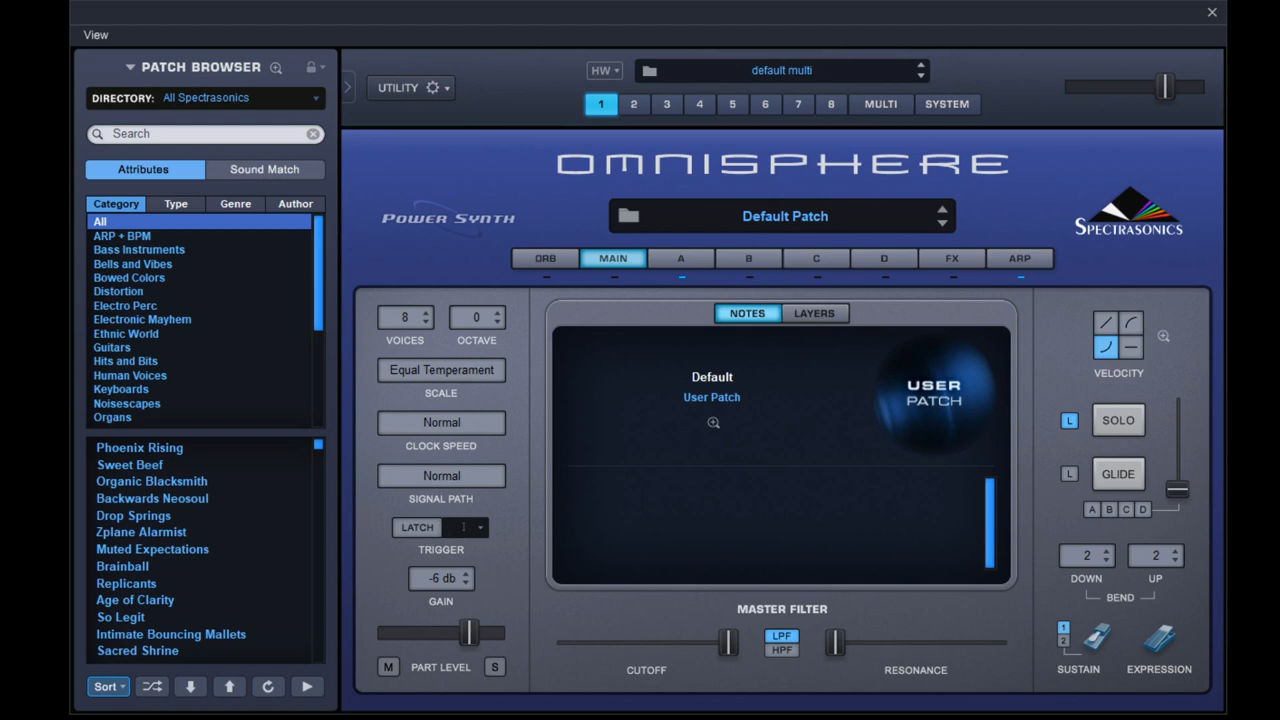 View
PATCH BROWSER
DIRECTORY: All Spectrasonics
Search
Attributes Sound Match
Category Type Genre Author
All
ARP + BPM
Bass Instruments
Bells and Vibes
Bowed Colors
Distortion
Electro Perc
Electronic Mayhem
Ethnic World
Guitars
Hits and Bits
Human Voices
Keyboards
Noisescapes
Organs
Phoenix Rising
Sweet Beef
Organic Blacksmith
Backwards Neosoul
Drop Springs
Zplane Alarmist
Muted Expectations
Brainball
Replicants
Age of Clarity
So Legit
Intimate Bouncing Mallets
Sacred Shrine
Sort
UTILITY
HW default multi
1 2 3 4 5 6 7 8 MULTI SYSTEM
OMNISPHERE
POWER SYNTH
Default Patch
SPECTRASONICS
ORB MAIN A B C D FX ARP
8 0
VOICES OCTAVE
Equal Temperament
SCALE
Normal
CLOCK SPEED
Normal
SIGNAL PATH
LATCH
TRIGGER
-6 db
GAIN
M PART LEVEL S
NOTES LAYERS
Default
User Patch
USER
PATCH
MASTER FILTER
LPF
HPF
CUTOFF RESONANCE
VELOCITY
L SOLO
L GLIDE
A B C D
2 2
DOWN UP
BEND
1
2
SUSTAIN EXPRESSION